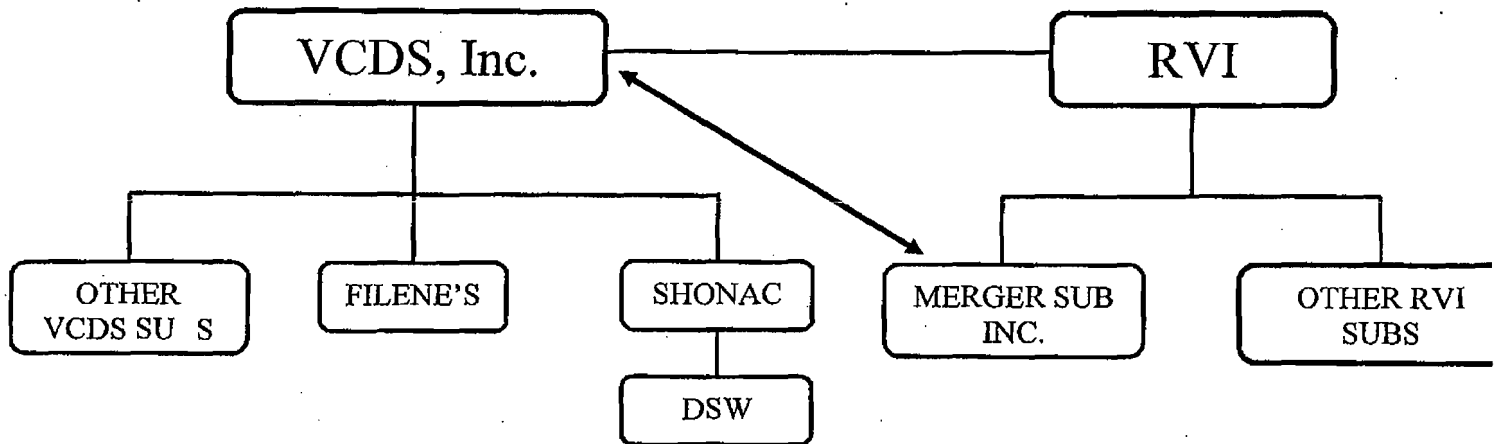 VCDS, Inc.
RVI
OTHER
VCDS SU S
FILENE'S
SHONAC
MERGER SUB
INC.
OTHER RVI
SUBS
DSW